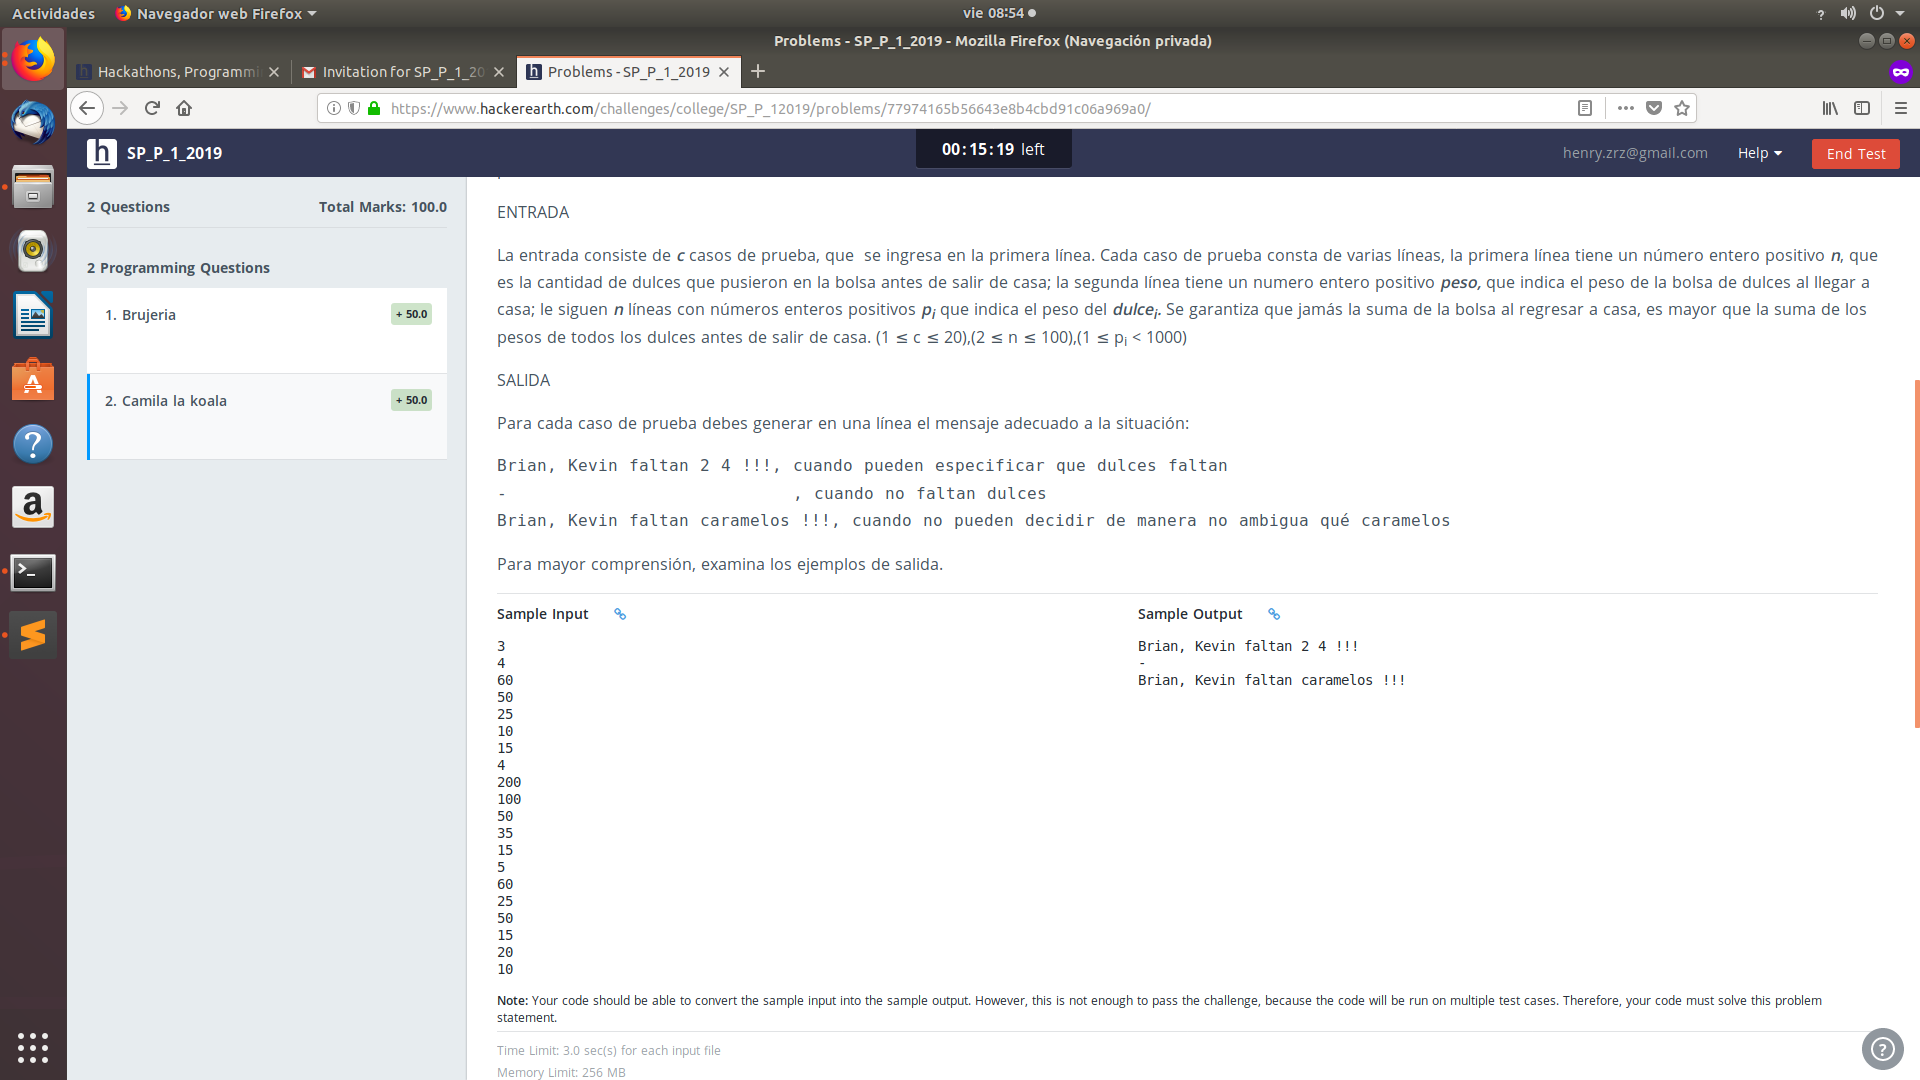 Actividades
Navegador web Firefox
vie 08:54
Problems - SP_P_1_2019 - Mozilla Firefox (Navegación privada)
Hackathons, Programmi
Invitation for SP_P_1_20
Problems - SP_P_1_2019
https://www.hackerearth.com/challenges/college/SP_P_12019/problems/77974165b56643e8b4cbd91c06a969a0/
h SP_P_1_2019
00:15:19 left
henry.zrz@gmail.com
Help
End Test
2 Questions
Total Marks: 100.0
2 Programming Questions
1. Brujeria
+ 50.0
2. Camila la koala
+ 50.0
ENTRADA
La entrada consiste de c casos de prueba, que se ingresa en la primera línea. Cada caso de prueba consta de varias líneas, la primera línea tiene un número entero positivo n, que
es la cantidad de dulces que pusieron en la bolsa antes de salir de casa; la segunda línea tiene un numero entero positivo peso, que indica el peso de la bolsa de dulces al llegar a
casa; le siguen n líneas con números enteros positivos pi que indica el peso del dulcei. Se garantiza que jamás la suma de la bolsa al regresar a casa, es mayor que la suma de los
pesos de todos los dulces antes de salir de casa. (1 ≤ c ≤ 20),(2 ≤ n ≤ 100),(1 ≤ pi < 1000)
SALIDA
Para cada caso de prueba debes generar en una línea el mensaje adecuado a la situación:
Brian, Kevin faltan 2 4 !!!, cuando pueden especificar que dulces faltan
- , cuando no faltan dulces
Brian, Kevin faltan caramelos !!!, cuando no pueden decidir de manera no ambigua qué caramelos
Para mayor comprensión, examina los ejemplos de salida.
Sample Input
3
4
60
50
25
10
15
4
200
100
50
35
15
5
60
25
50
15
20
10
Sample Output
Brian, Kevin faltan 2 4 !!!
-
Brian, Kevin faltan caramelos !!!
Note: Your code should be able to convert the sample input into the sample output. However, this is not enough to pass the challenge, because the code will be run on multiple test cases. Therefore, your code must solve this problem
statement.
Time Limit: 3.0 sec(s) for each input file
Memory Limit: 256 MB